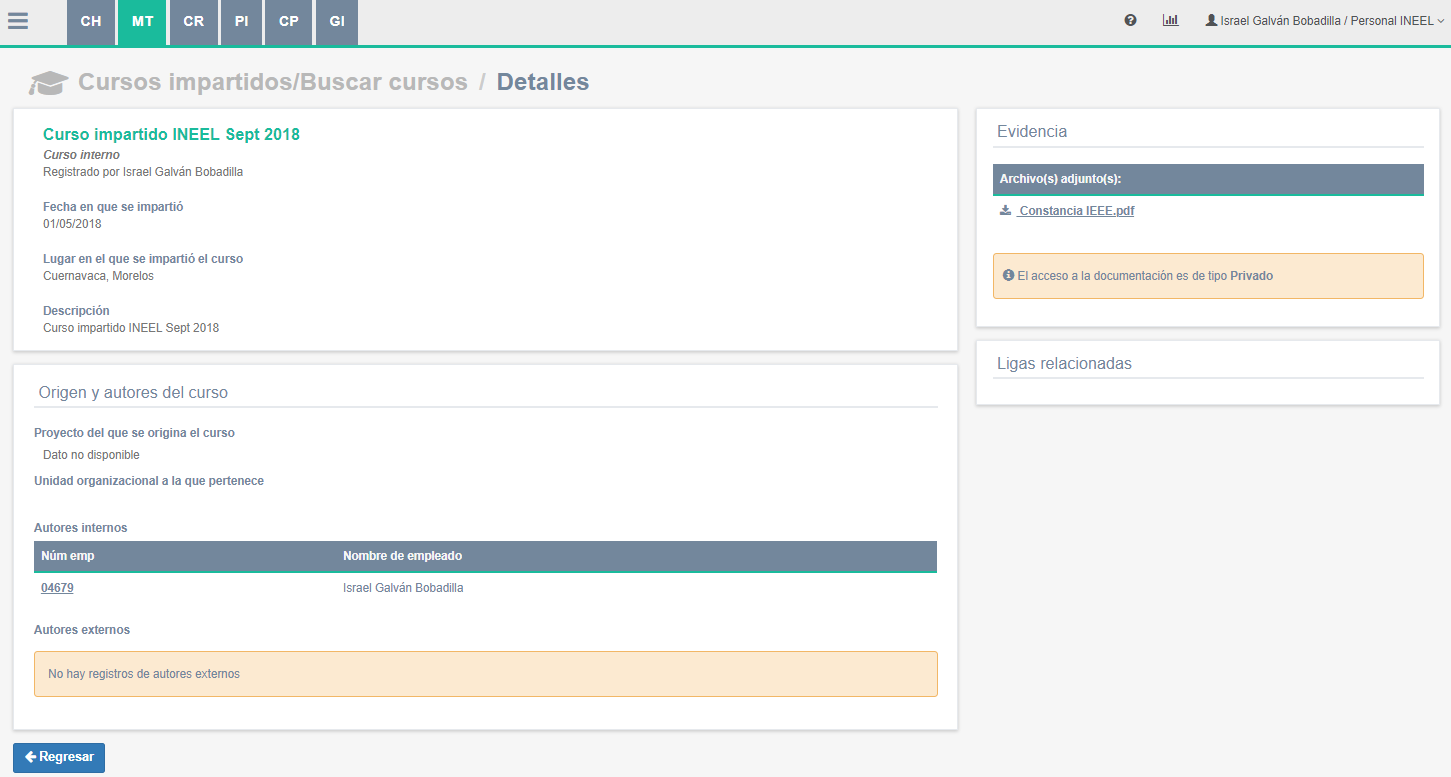 CH MT CR PI CP GI
Israel Galván Bobadilla / Personal INEEL
Cursos impartidos/Buscar cursos / Detalles
Curso impartido INEEL Sept 2018
Curso interno
Registrado por Israel Galván Bobadilla
Fecha en que se impartió
01/05/2018
Lugar en el que se impartió el curso
Cuernavaca, Morelos
Descripción
Curso impartido INEEL Sept 2018
Origen y autores del curso
Proyecto del que se origina el curso
Dato no disponible
Unidad organizacional a la que pertenece
Autores internos
Núm emp Nombre de empleado
04679 Israel Galván Bobadilla
Autores externos
No hay registros de autores externos
Regresar
Evidencia
Archivo(s) adjunto(s):
Constancia IEEE.pdf
El acceso a la documentación es de tipo Privado
Ligas relacionadas